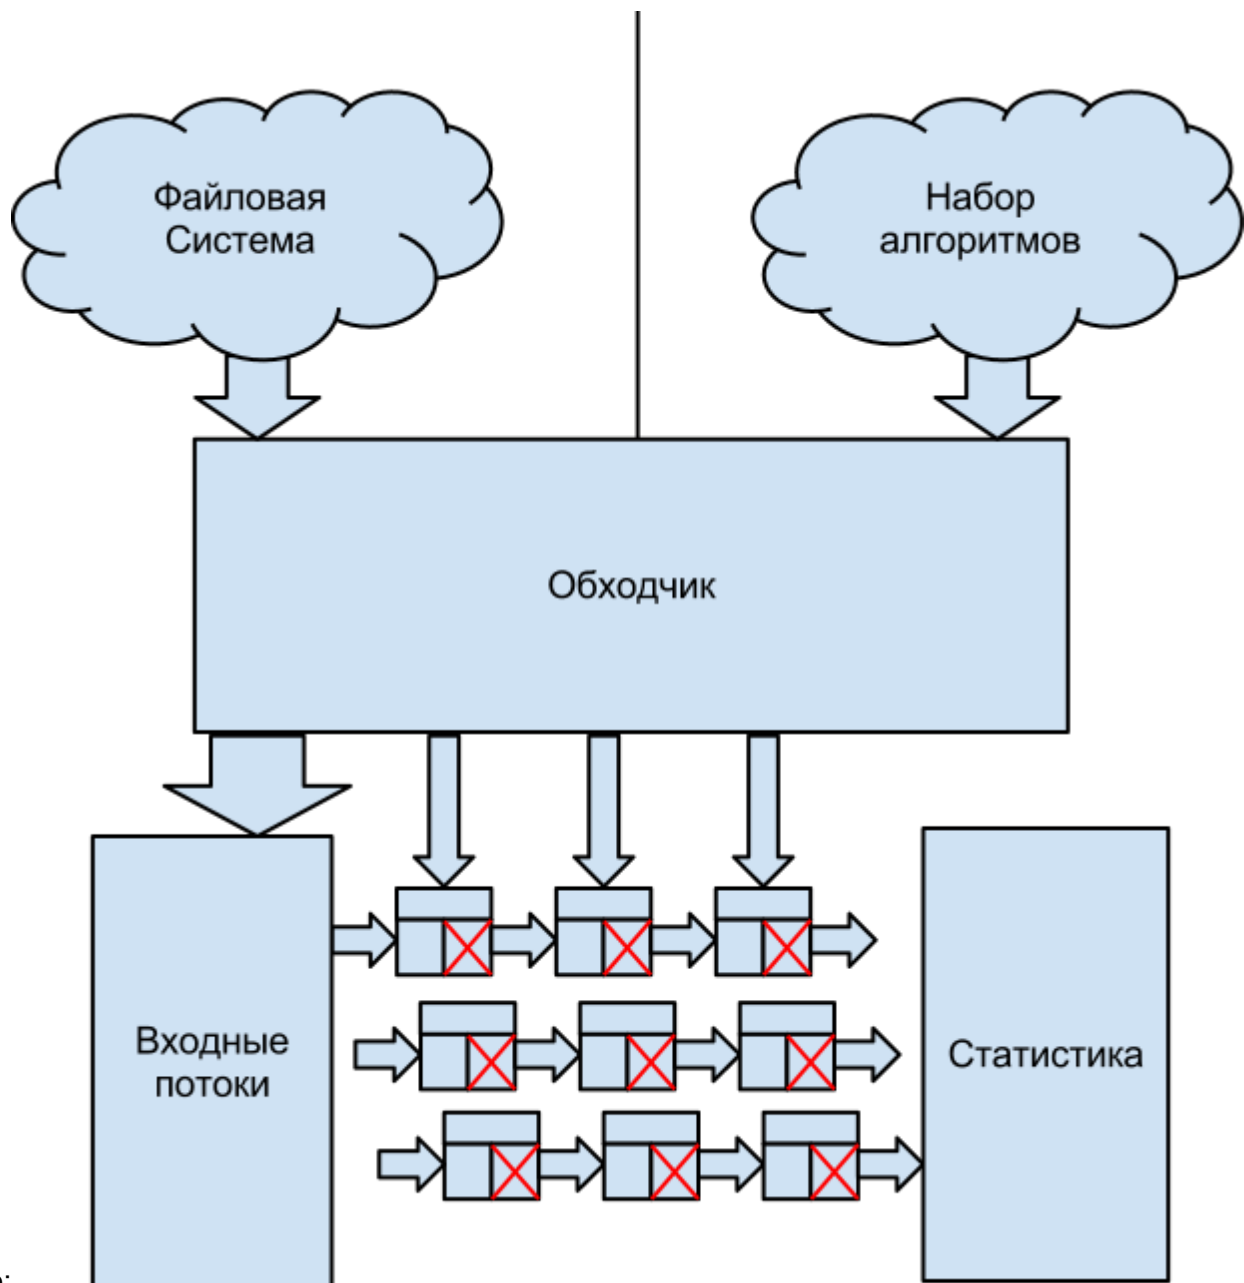 Файловая
Система
Набор
алгоритмов
Обходчик
Входные
потоки
Статистика